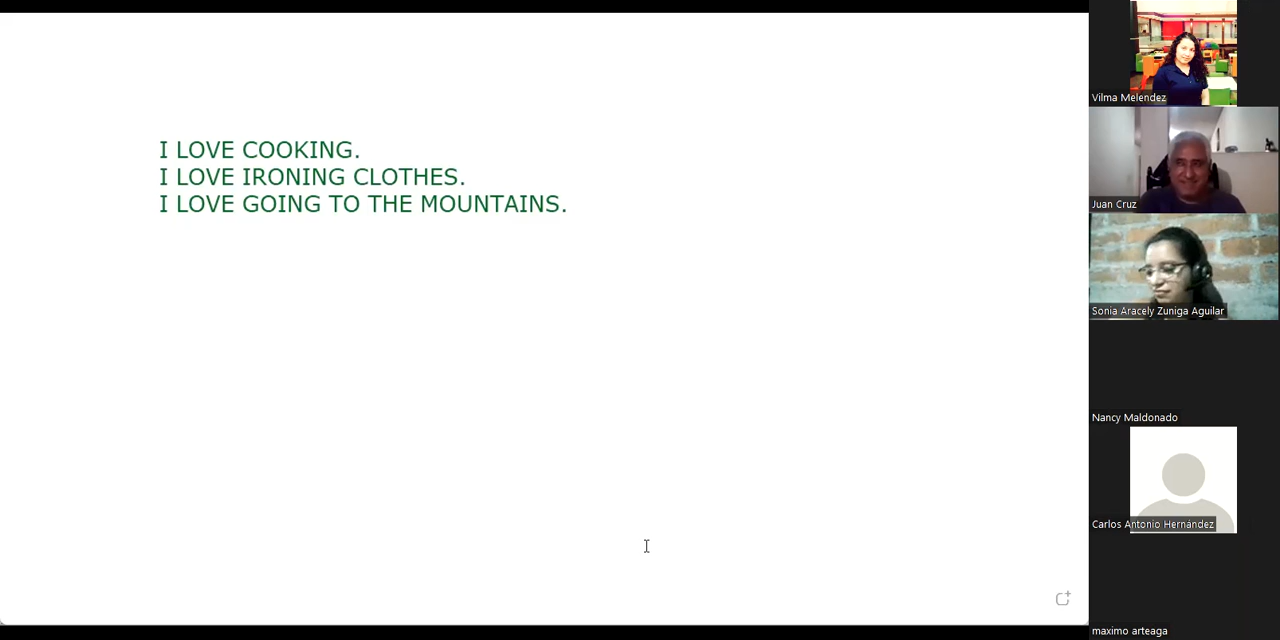 I LOVE COOKING.
I LOVE IRONING CLOTHES.
I LOVE GOING TO THE MOUNTAINS.
Vilma Melendez
Juan Cruz
Sonia Aracely Zuniga Aguilar
Nancy Maldonado
Carlos Antonio Hernández
maximo arteaga